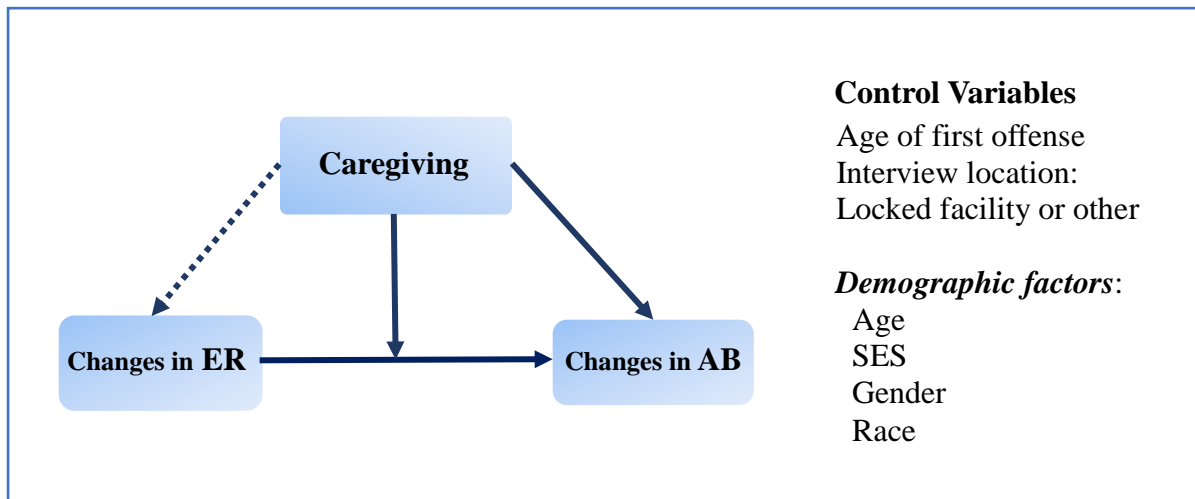 Caregiving
Changes in ER
Changes in AB
Control Variables
Age of first offense
Interview location:
Locked facility or other
Demographic factors:
Age
SES
Gender
Race